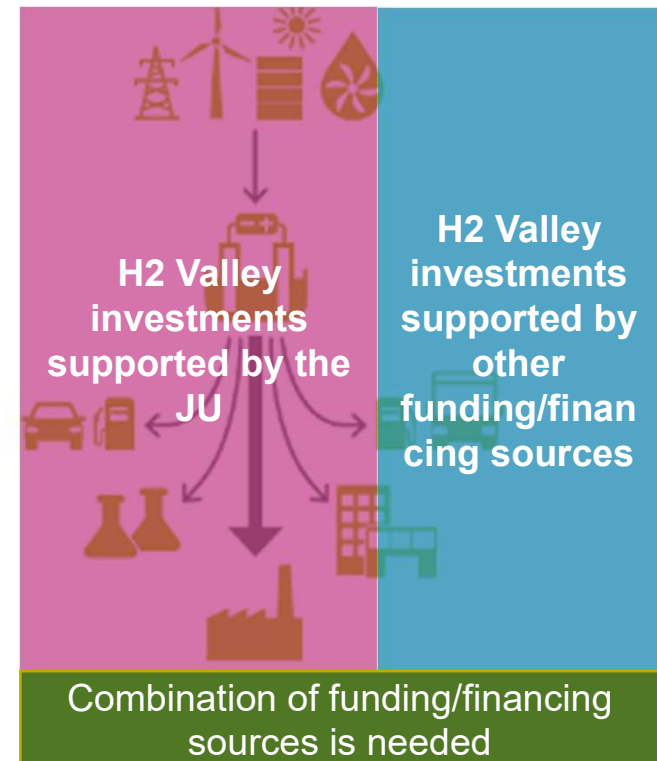 H2 Valley
investments
supported by the
JU
H2 Valley
investments
supported by
other
funding/finan
cing sources
Combination of funding/financing
sources is needed